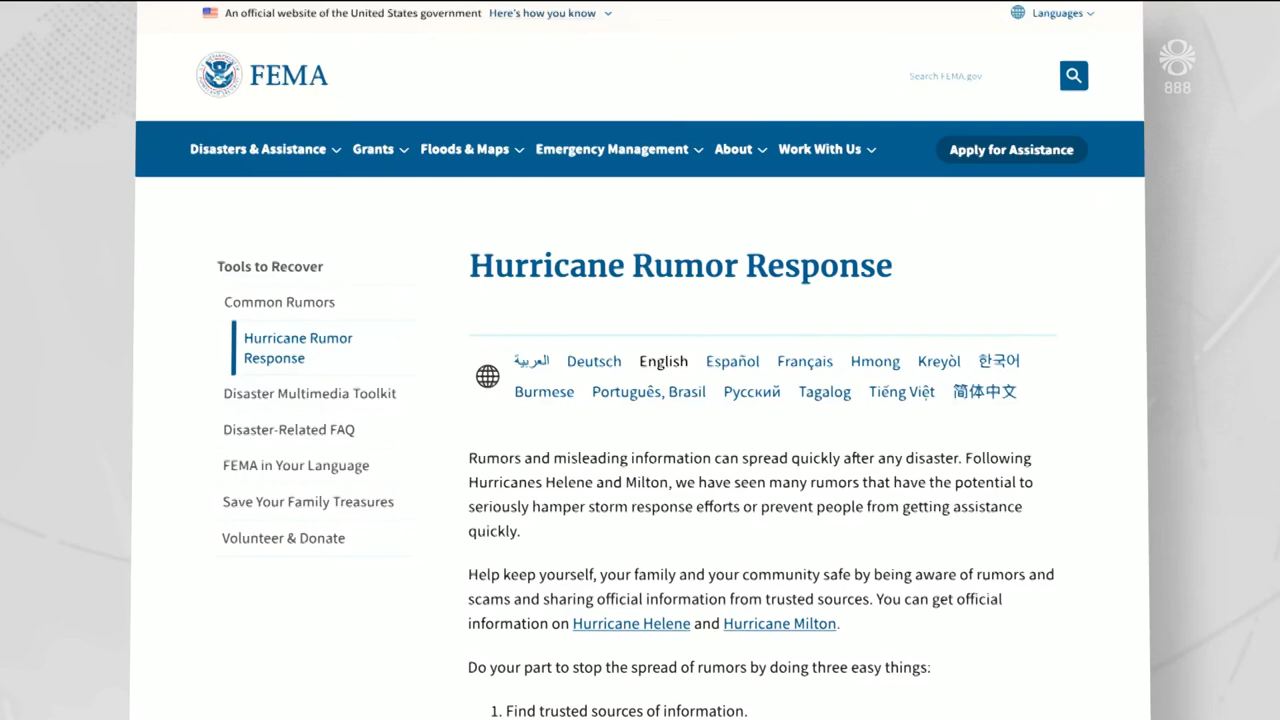 An official website of the United States government Here's how you know
Languages
FEMA
Search FEMA.gov
888
Disasters & Assistance Grants Floods & Maps Emergency Management About Work With Us Apply for Assistance
Hurricane Rumor Response
Tools to Recover
Common Rumors
Hurricane Rumor
Response
Disaster Multimedia Toolkit
Disaster-Related FAQ
FEMA in Your Language
Save Your Family Treasures
Volunteer & Donate
العربية Deutsch English Español Français Hmong Kreyòl 한국어
Burmese Português, Brasil Русский Tagalog Tiếng Việt 简体中文
Rumors and misleading information can spread quickly after any disaster. Following
Hurricanes Helene and Milton, we have seen many rumors that have the potential to
seriously hamper storm response efforts or prevent people from getting assistance
quickly.
Help keep yourself, your family and your community safe by being aware of rumors and
scams and sharing official information from trusted sources. You can get official
information on Hurricane Helene and Hurricane Milton.
Do your part to stop the spread of rumors by doing three easy things:
1. Find trusted sources of information.